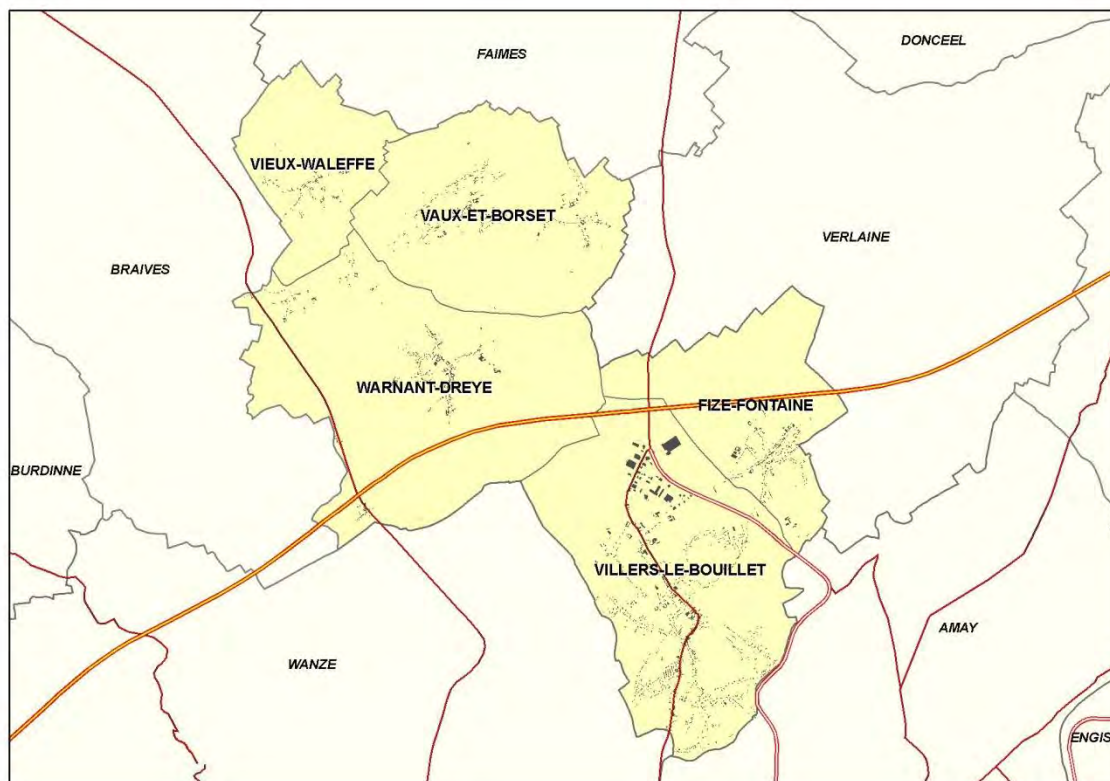 DONCEEL
FAIMES
VIEUX-WALEFFE
VAUX-ET-BORSET
VERLAINE
BRAIVES
WARNANT-DREYE
FIZE-FONTAINE
BURDINNE
VILLERS-LE-BOUILLET
AMAY
WANZE
ENGIS